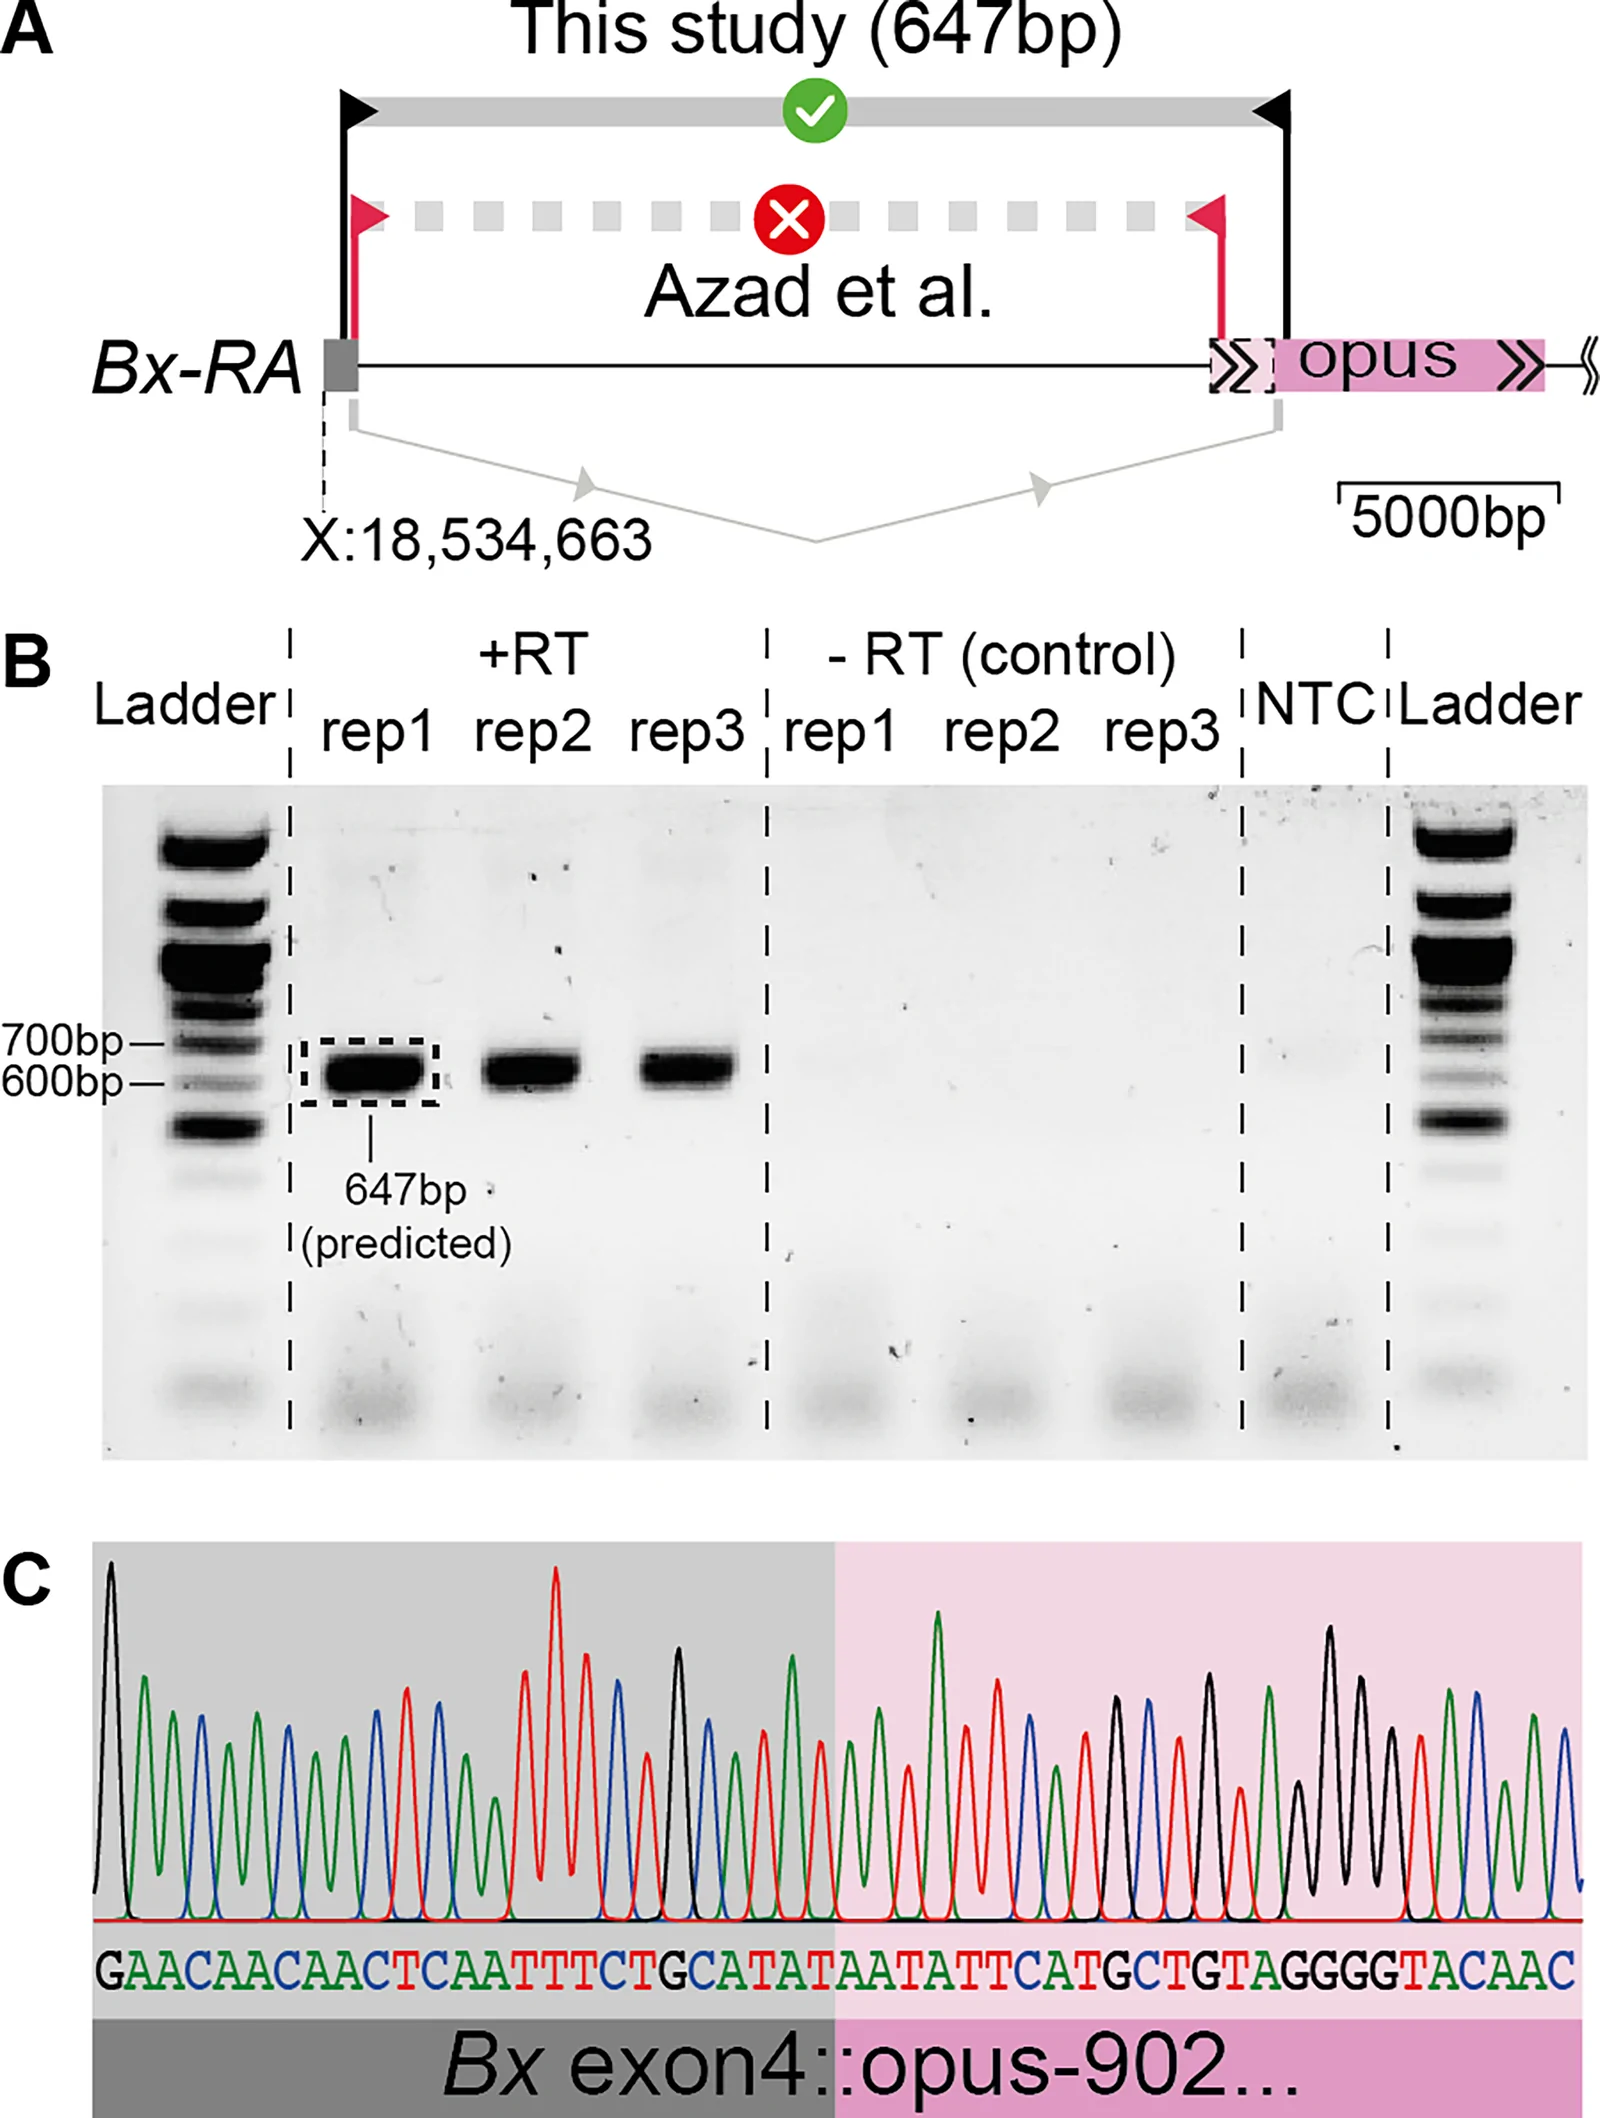 A
This study (647bp)
Azad et al.
Bx-RA
opus
X:18,534,663
5000bp
B
Ladder
+RT
rep1 rep2 rep3
- RT (control)
rep1 rep2 rep3
NTC
Ladder
700bp
600bp
647bp
(predicted)
C
GAACAACAACTCAATTTCTGCATATAATATTCATGCTGTAGGGGTACAAC
Bx exon4::opus-902...